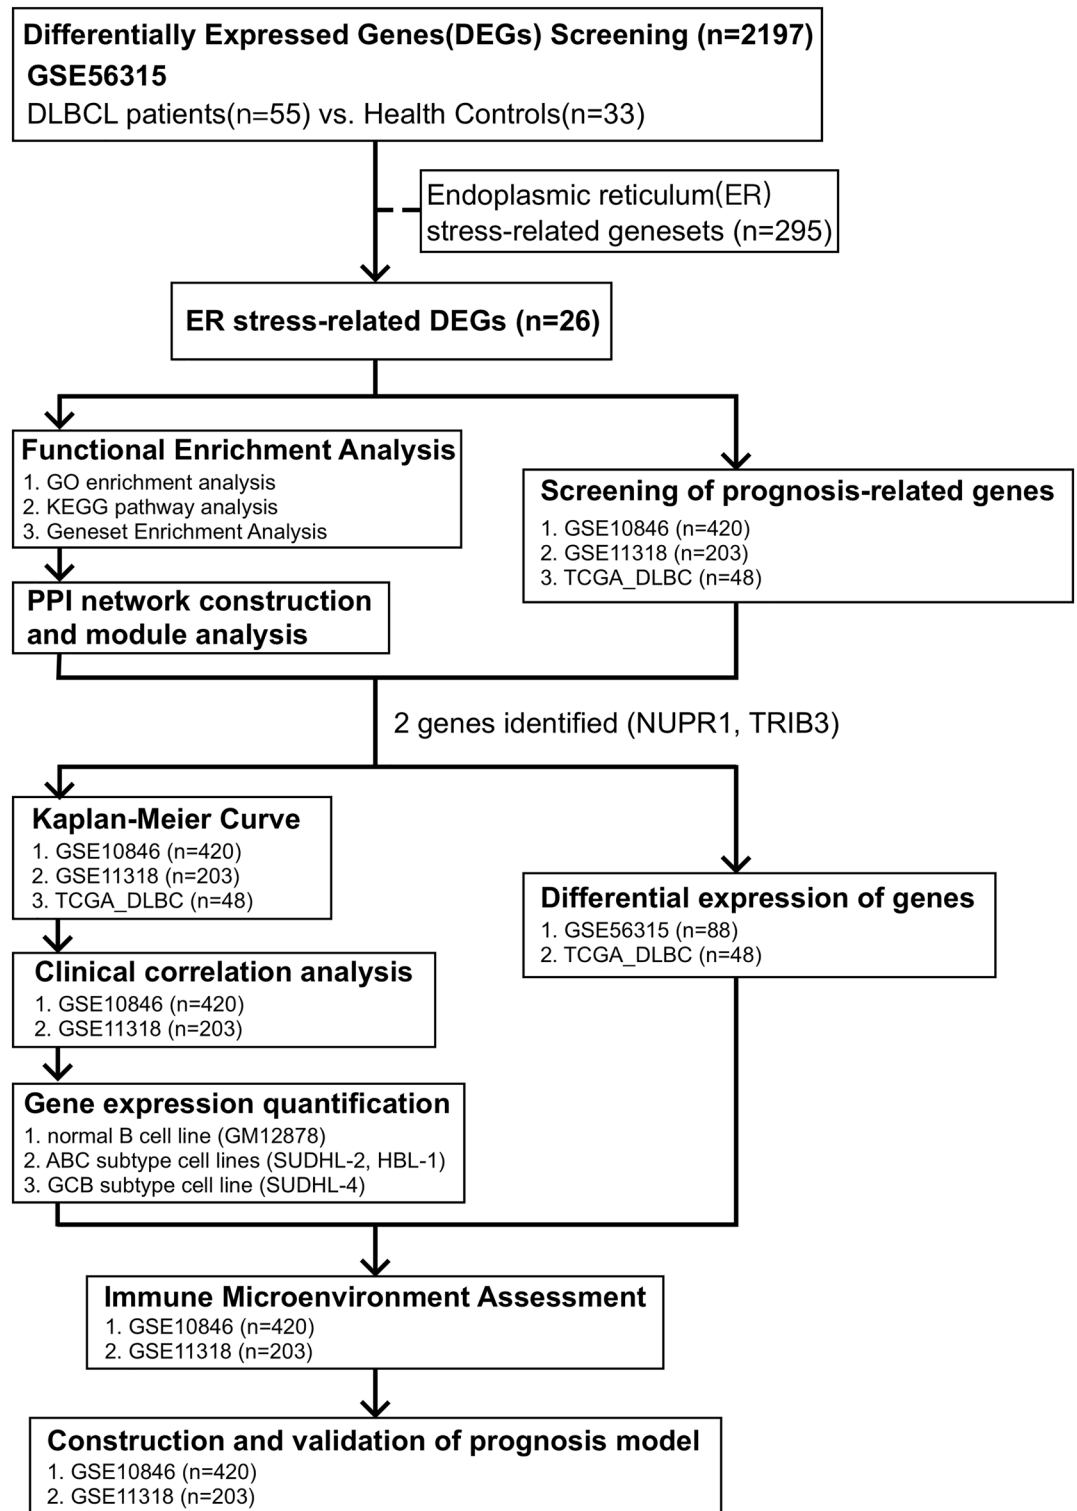 Differentially Expressed Genes(DEGs) Screening (n=2197)
GSE56315
DLBCL patients(n=55) vs. Health Controls(n=33)
Endoplasmic reticulum(ER)
stress-related genesets (n=295)
ER stress-related DEGs (n=26)
Functional Enrichment Analysis
1. GO enrichment analysis
2. KEGG pathway analysis
3. Geneset Enrichment Analysis
Screening of prognosis-related genes
1. GSE10846 (n=420)
2. GSE11318 (n=203)
3. TCGA_DLBC (n=48)
PPI network construction
and module analysis
2 genes identified (NUPR1, TRIB3)
Kaplan-Meier Curve
1. GSE10846 (n=420)
2. GSE11318 (n=203)
3. TCGA_DLBC (n=48)
Differential expression of genes
1. GSE56315 (n=88)
2. TCGA_DLBC (n=48)
Clinical correlation analysis
1. GSE10846 (n=420)
2. GSE11318 (n=203)
Gene expression quantification
1. normal B cell line (GM12878)
2. ABC subtype cell lines (SUDHL-2, HBL-1)
3. GCB subtype cell line (SUDHL-4)
Immune Microenvironment Assessment
1. GSE10846 (n=420)
2. GSE11318 (n=203)
Construction and validation of prognosis model
1. GSE10846 (n=420)
2. GSE11318 (n=203)